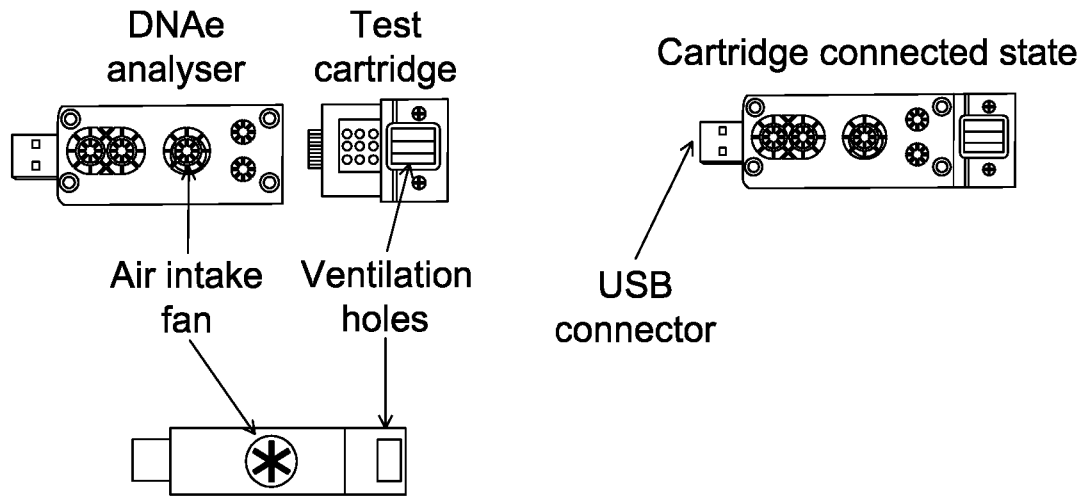 DNAe
analyser
Test
cartridge
Cartridge connected state
Air intake
fan
Ventilation
holes
USB
connector